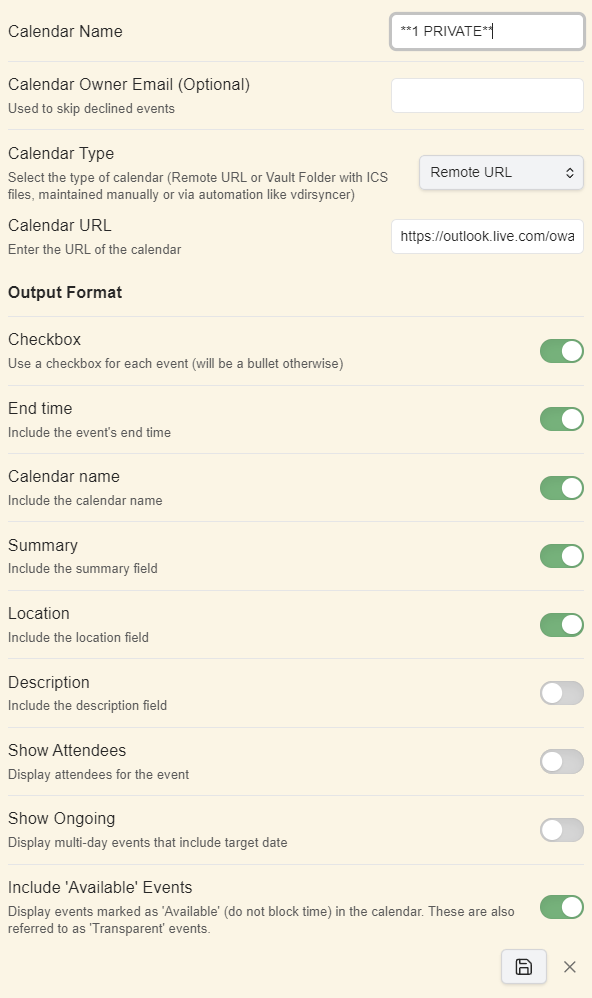 Calendar Name
**1 PRIVATE**
Calendar Owner Email (Optional)
Used to skip declined events
Calendar Type
Select the type of calendar (Remote URL or Vault Folder with ICS
files, maintained manually or via automation like vdirsyncer)
Remote URL
Calendar URL
Enter the URL of the calendar
https://outlook.live.com/owa
Output Format
Checkbox
Use a checkbox for each event (will be a bullet otherwise)
End time
Include the event's end time
Calendar name
Include the calendar name
Summary
Include the summary field
Location
Include the location field
Description
Include the description field
Show Attendees
Display attendees for the event
Show Ongoing
Display multi-day events that include target date
Include 'Available' Events
Display events marked as 'Available' (do not block time) in the calendar. These are also
referred to as 'Transparent' events.